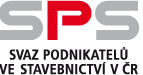 SPS
SVAZ PODNIKATELŮ
VE STAVEBNICTVÍ V ČR